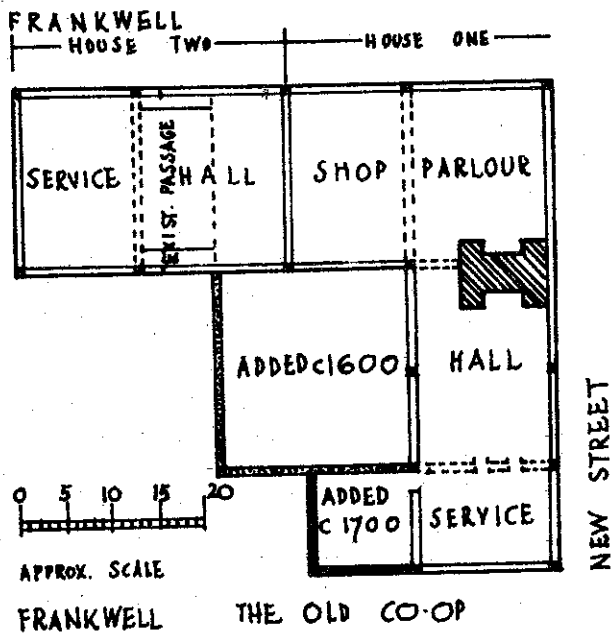 FRANKWELL
HOUSE TWO HOUSE ONE
SERVICE
EXIST. PASSAGE
HALL
SHOP
PARLOUR
ADDED c1600
HALL
NEW STREET
ADDED
C 1700
SERVICE
0 5 10 15 20
APPROX. SCALE
FRANKWELL THE OLD CO-OP